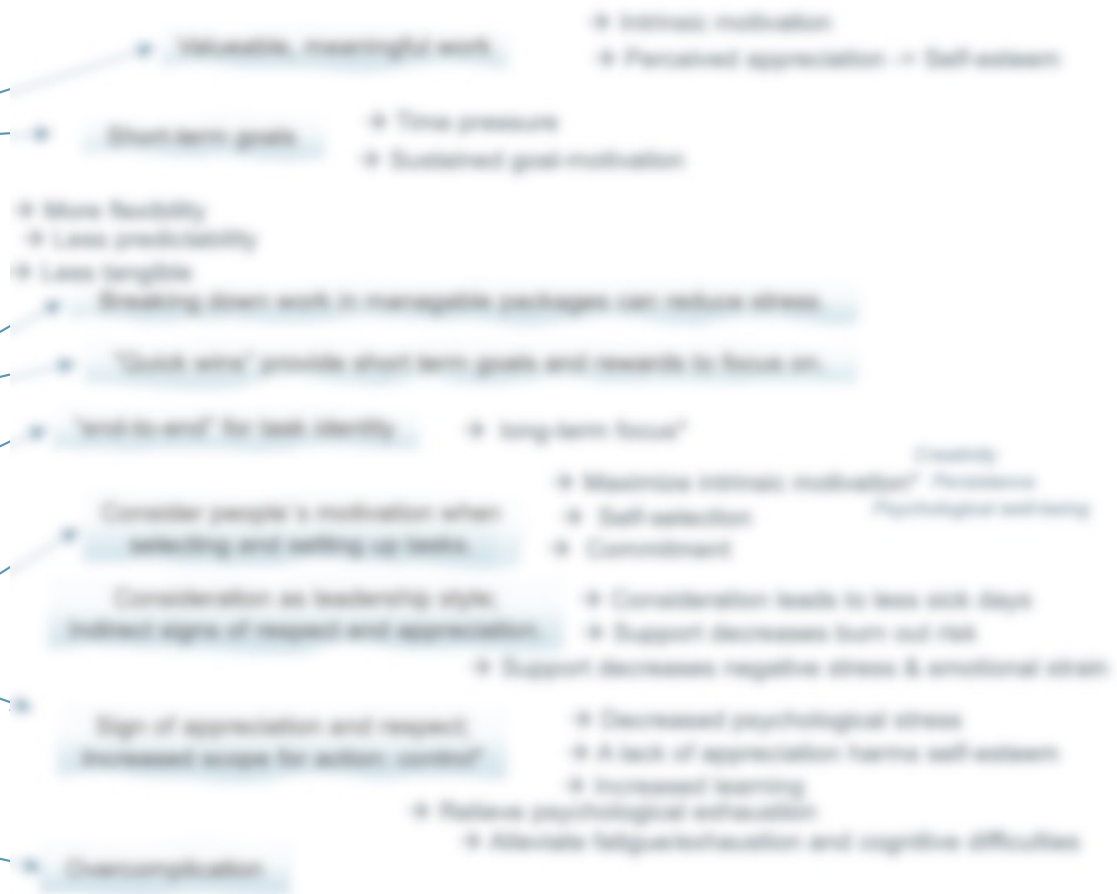 → Intrinsic motivation
Valueable, meaningful work.
→ Perceived appreciation -> Self-esteem
→ Time pressure
Short-term goals
→ Sustained goal-motivation
→ More flexibility
→ Less predictability
→ Less tangible
Breaking down work in managable packages can reduce stress.
"Quick wins" provide short term goals and rewards to focus on.
"end-to-end" for task identity → long-term focus*
Creativity
→ Maximize intrinsic motivation* Persistence
Psychological well-being
Consider people´s motivation when
→ Self-selection
selecting and setting up tasks.
→ Commitment
Consideration as leadership style;
→ Consideration leads to less sick days
Indirect signs of respect and appreciation.
→ Support decreases burn out risk
→ Support decreases negative stress & emotional strain
Sign of appreciation and respect;
→ Decreased psychological stress
Increased scope for action: control*
→ A lack of appreciation harms self-esteem
→ Increased learning
→ Relieve psychological exhaustion
→ Alleviate fatigue/exhaustion and cognitive difficulties
Overcomplication